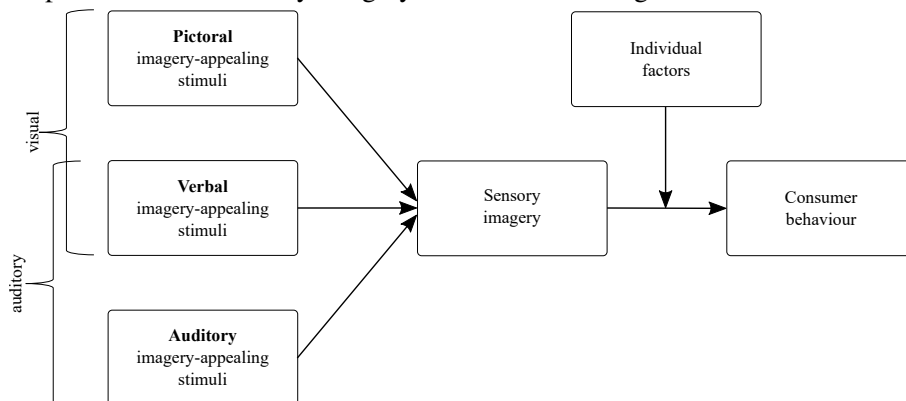 Pictoral
imagery-appealing
stimuli
Individual
factors
visual
Verbal
imagery-appealing
stimuli
Sensory
imagery
Consumer
behaviour
auditory
Auditory
imagery-appealing
stimuli